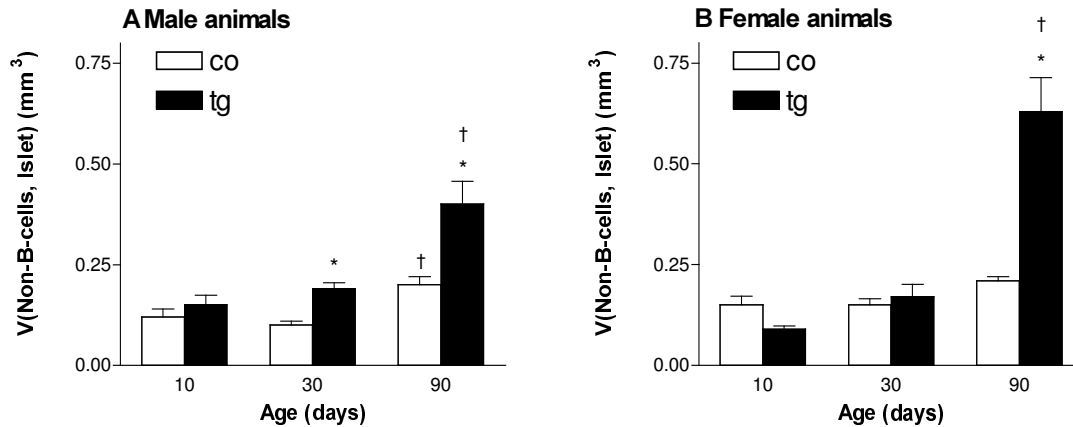 A Male animals
V(Non-B-cells, Islet) (mm³)
0.75
0.50
0.25
0.00
co
tg
*
†
†
*
10 30 90
Age (days)
B Female animals
V(Non-B-cells, Islet) (mm³)
0.75
0.50
0.25
0.00
co
tg
†
*
10 30 90
Age (days)